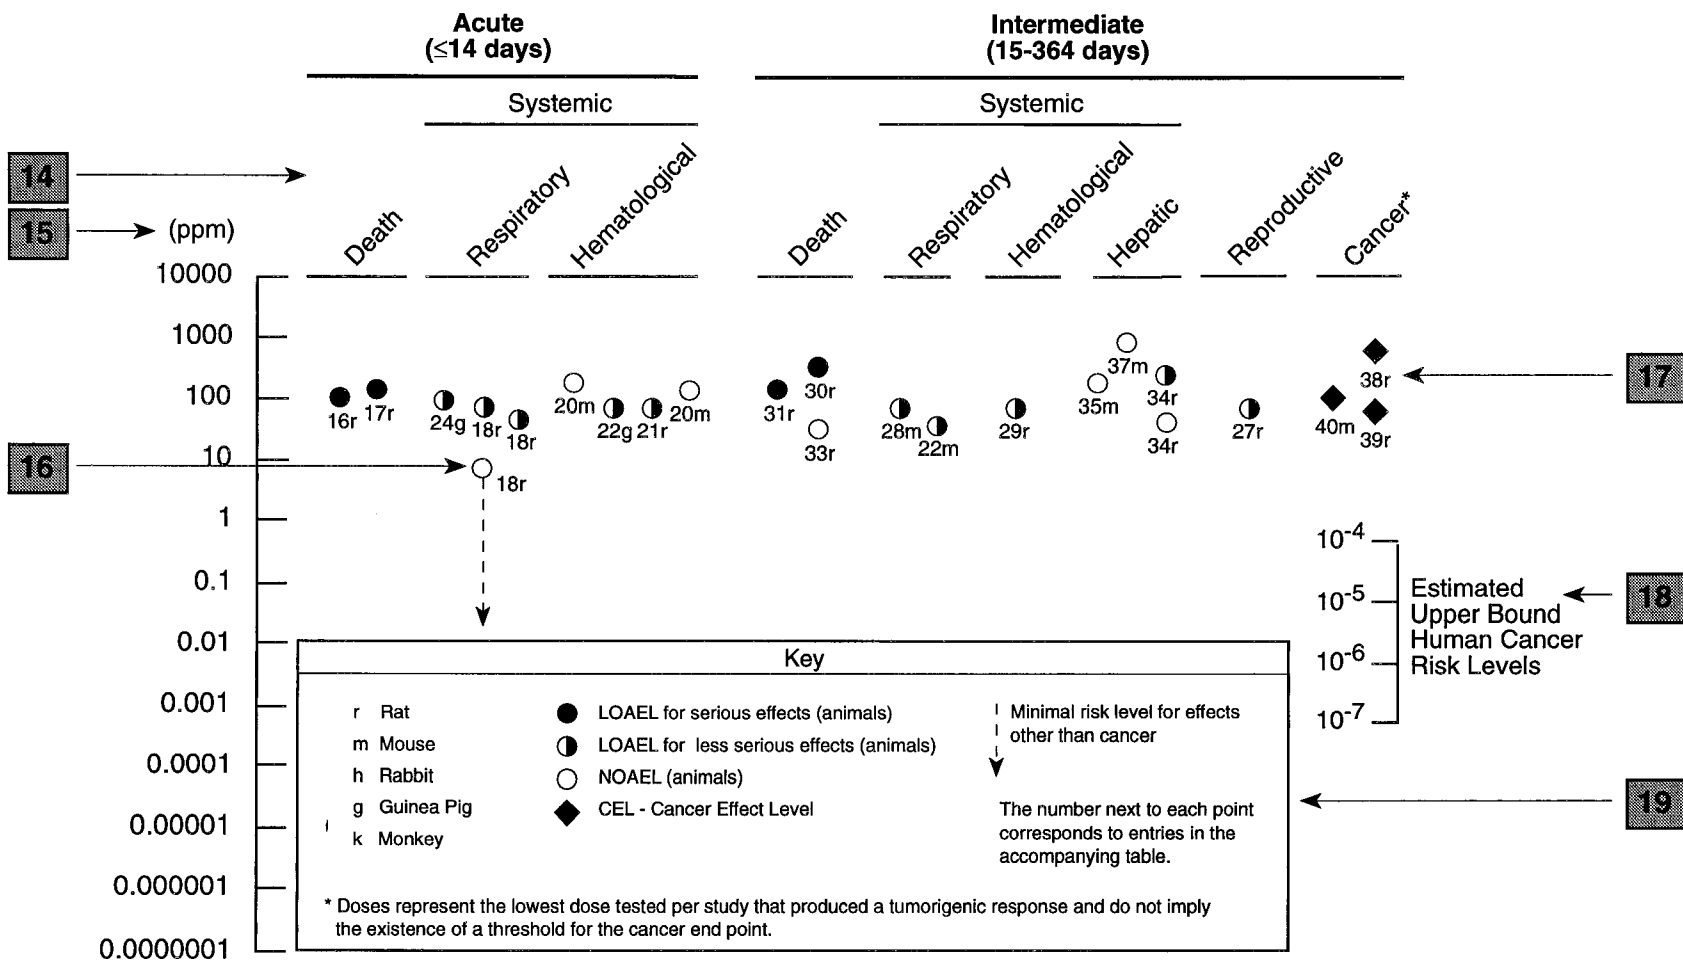 Acute
(≤14 days)
Intermediate
(15-364 days)
Systemic
Systemic
14
15
(ppm)
Death
Respiratory
Hematological
Death
Respiratory
Hematological
Hepatic
Reproductive
Cancer*
10000
1000
100
10
1
0.1
0.01
0.001
0.0001
0.00001
0.000001
0.0000001
16r
17r
24g
18r
18r
18r
20m
22g
21r
20m
31r
30r
33r
28m
22m
29r
35m
37m
34r
34r
27r
40m
38r
39r
16
17
10-4
10-5
10-6
10-7
Estimated
Upper Bound
Human Cancer
Risk Levels
18
Key
r Rat
m Mouse
h Rabbit
g Guinea Pig
k Monkey
LOAEL for serious effects (animals)
LOAEL for less serious effects (animals)
NOAEL (animals)
CEL - Cancer Effect Level
Minimal risk level for effects
other than cancer
The number next to each point
corresponds to entries in the
accompanying table.
* Doses represent the lowest dose tested per study that produced a tumorigenic response and do not imply
the existence of a threshold for the cancer end point.
19